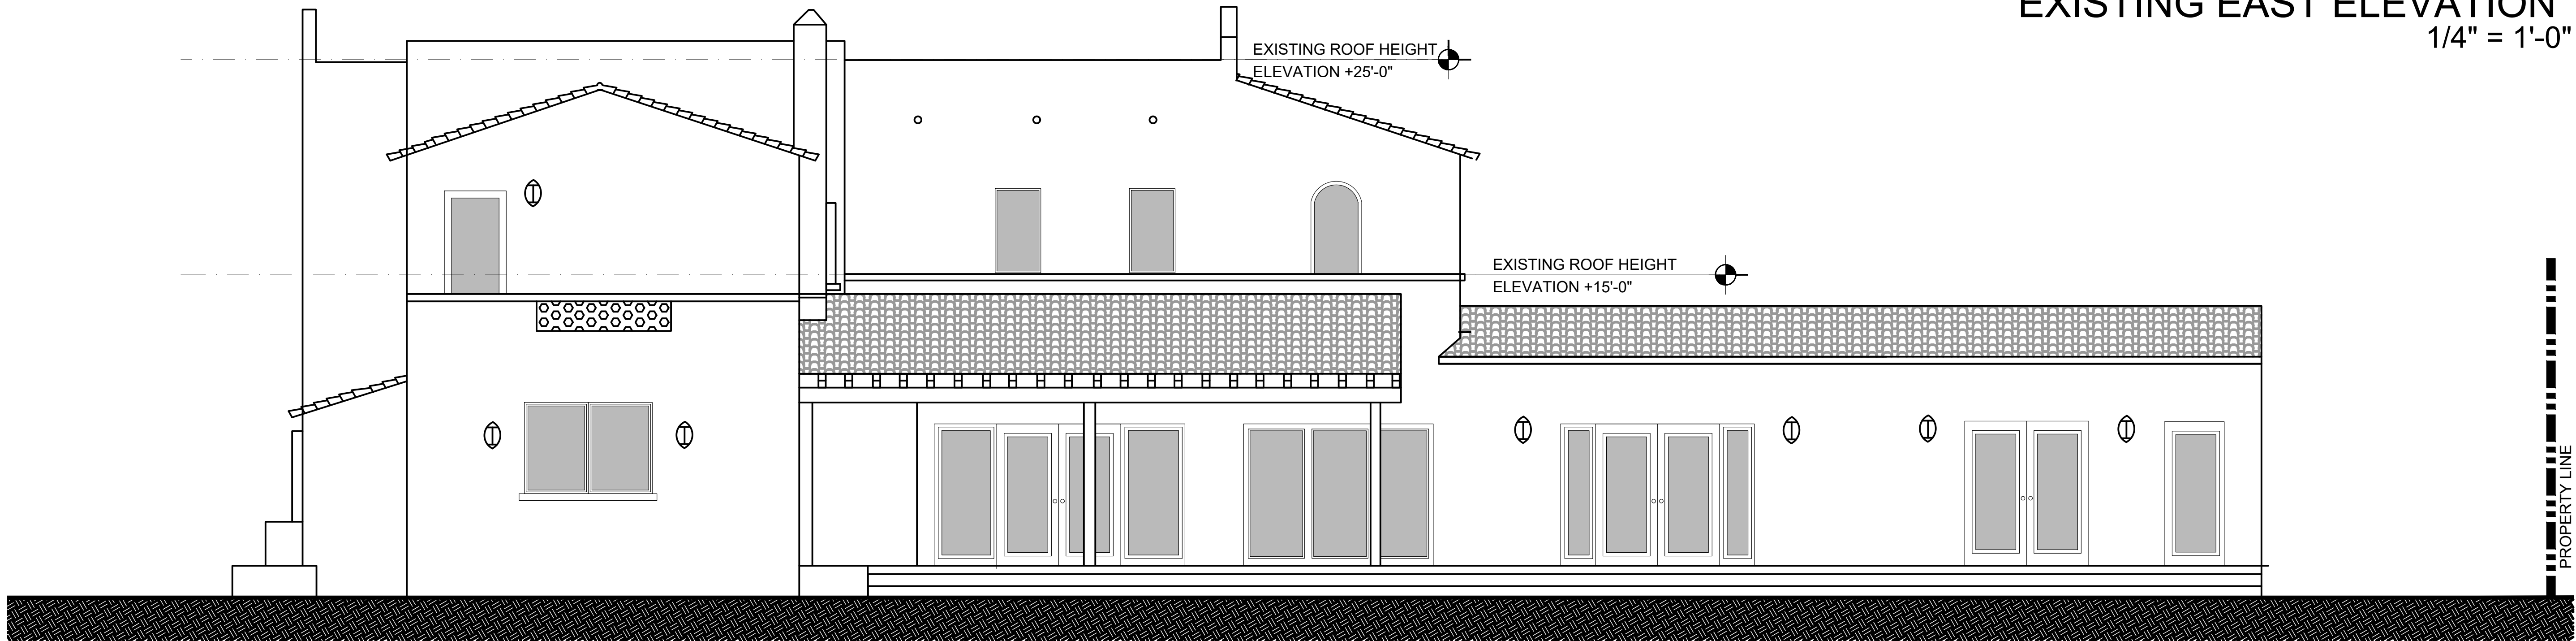 EXISTING EAST ELEVATION
1/4" = 1'-0"
EXISTING ROOF HEIGHT
ELEVATION +25'-0"
EXISTING ROOF HEIGHT
ELEVATION +15'-0"
PROPERTY LINE